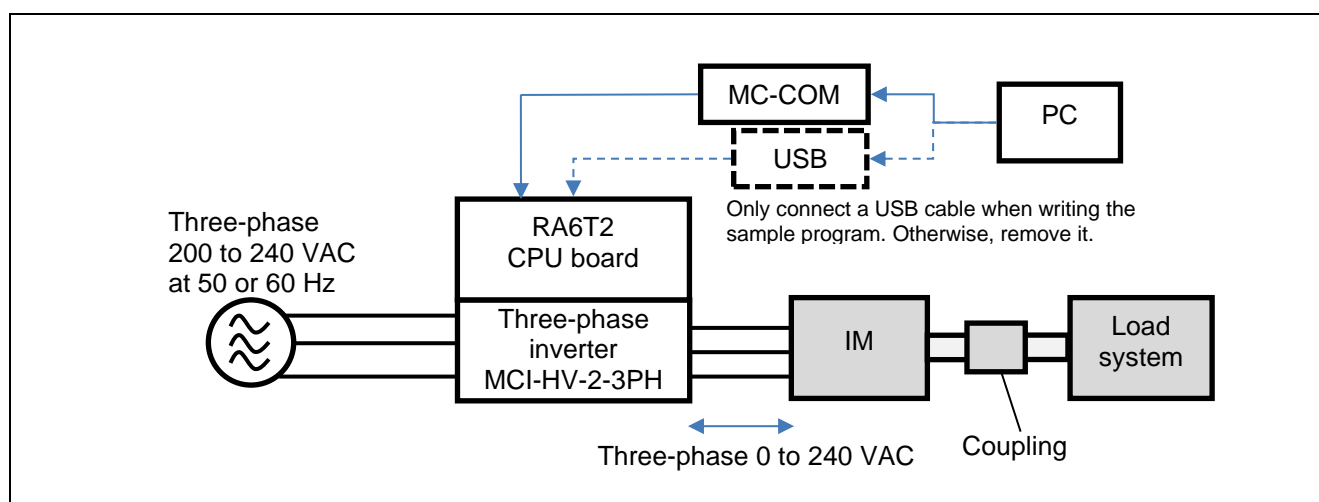 MC-COM
PC
USB
Only connect a USB cable when writing the
sample program. Otherwise, remove it.
Three-phase
200 to 240 VAC
at 50 or 60 Hz
RA6T2
CPU board
Three-phase
inverter
MCI-HV-2-3PH
IM
Load
system
Three-phase 0 to 240 VAC
Coupling